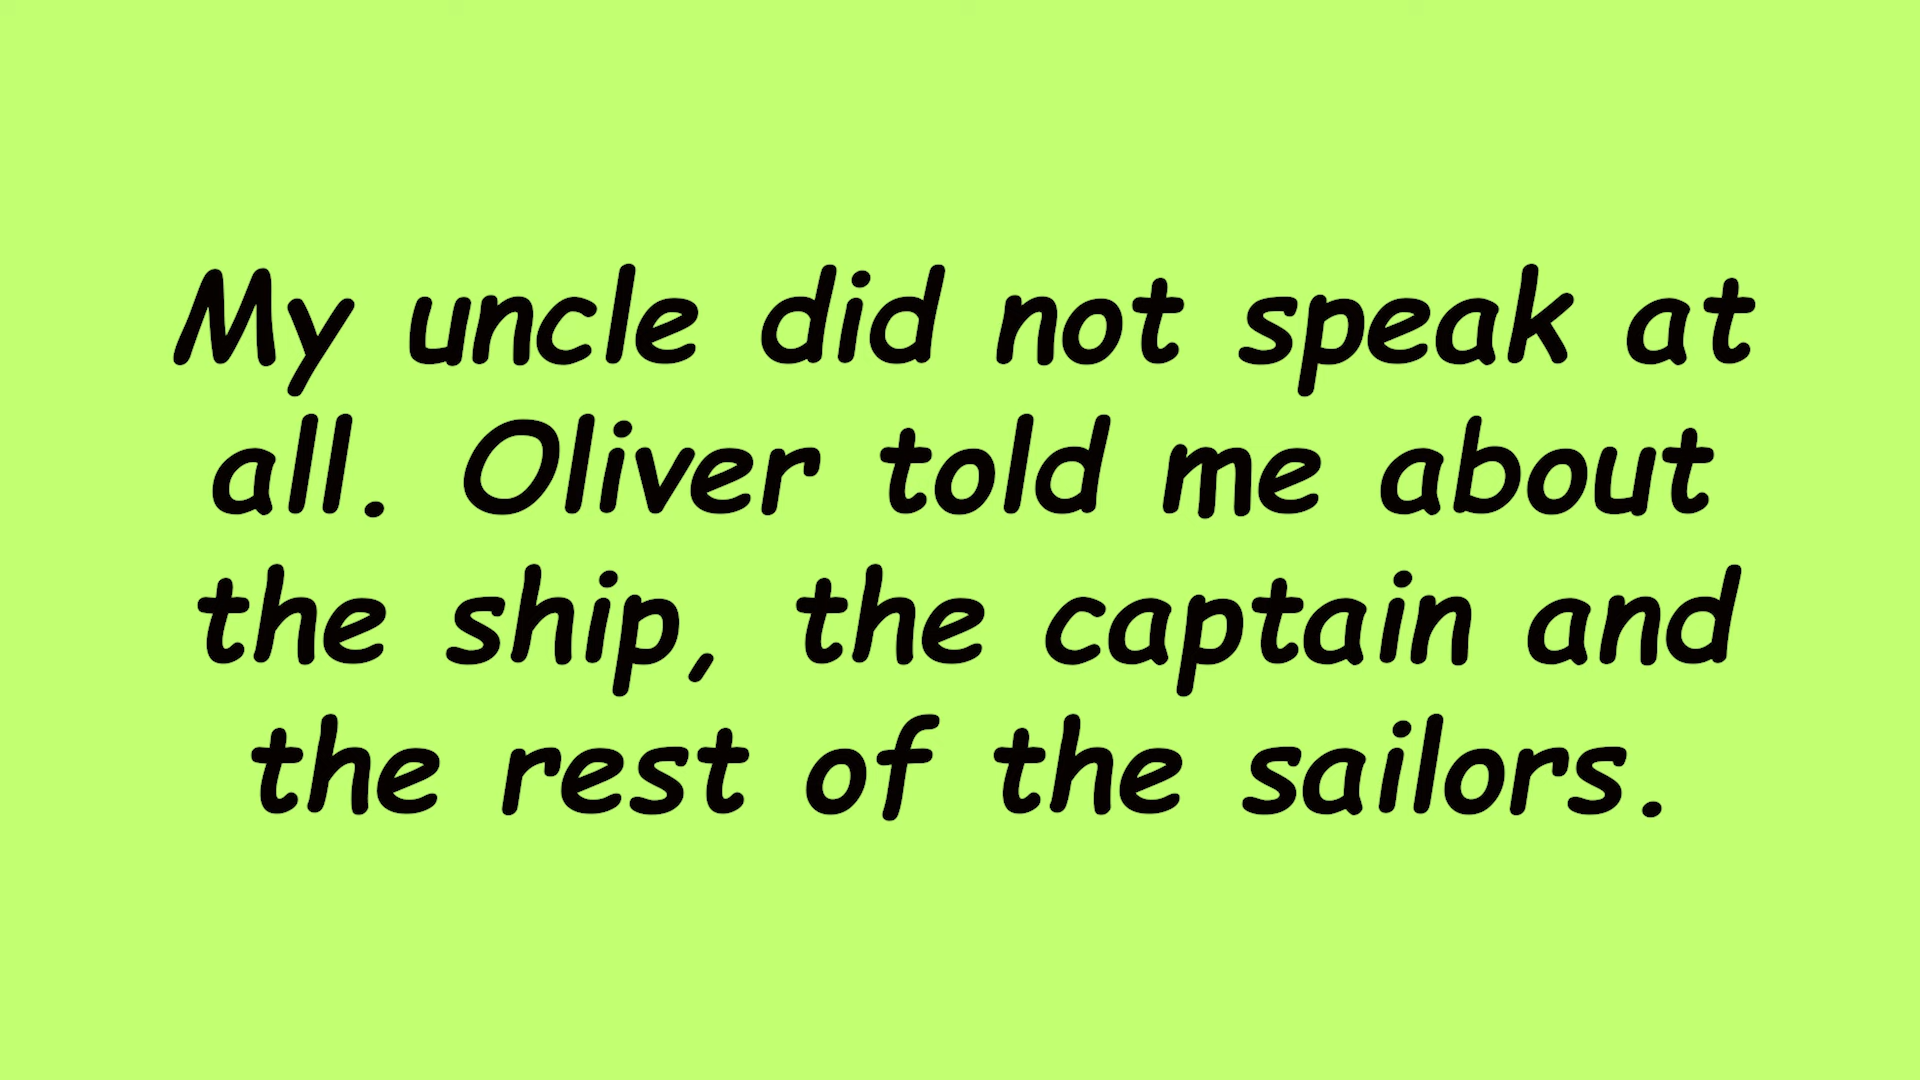 My uncle did not speak at
all. Oliver told me about
the ship, the captain and
the rest of the sailors.